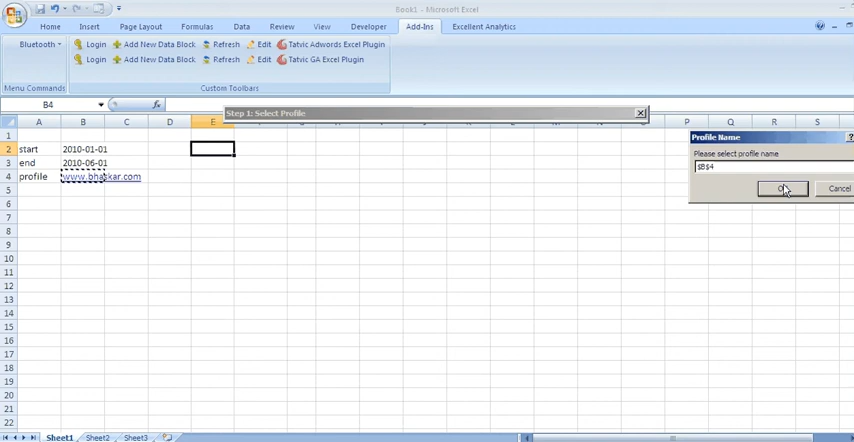 Book1 - Microsoft Excel
Home Insert Page Layout Formulas Data Review View Developer Add-Ins Excellent Analytics
Bluetooth Login Add New Data Block Refresh Edit Tatvic Adwords Excel Plugin
Login Add New Data Block Refresh Edit Tatvic GA Excel Plugin
Menu Commands Custom Toolbars
B4 fx
Step 1: Select Profile
A B C D E P Q R S
1
Profile Name
2 start 2010-01-01
Please select profile name
3 end 2010-06-01
$B$4
4 profile www.bhaskar.com
Cancel
5
6
7
8
9
10
11
12
13
14
15
16
17
18
19
20
21
22
Sheet1 Sheet2 Sheet3